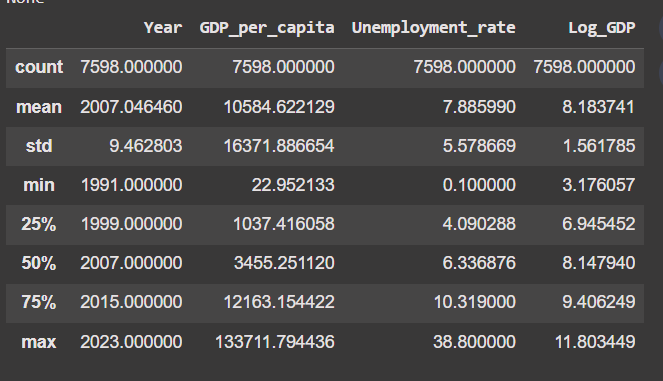 None
Year GDP_per_capita Unemployment_rate Log_GDP
count 7598.000000 7598.000000 7598.000000 7598.000000
mean 2007.046460 10584.622129 7.885990 8.183741
std 9.462803 16371.886654 5.578669 1.561785
min 1991.000000 22.952133 0.100000 3.176057
25% 1999.000000 1037.416058 4.090288 6.945452
50% 2007.000000 3455.251120 6.336876 8.147940
75% 2015.000000 12163.154422 10.319000 9.406249
max 2023.000000 133711.794436 38.800000 11.803449